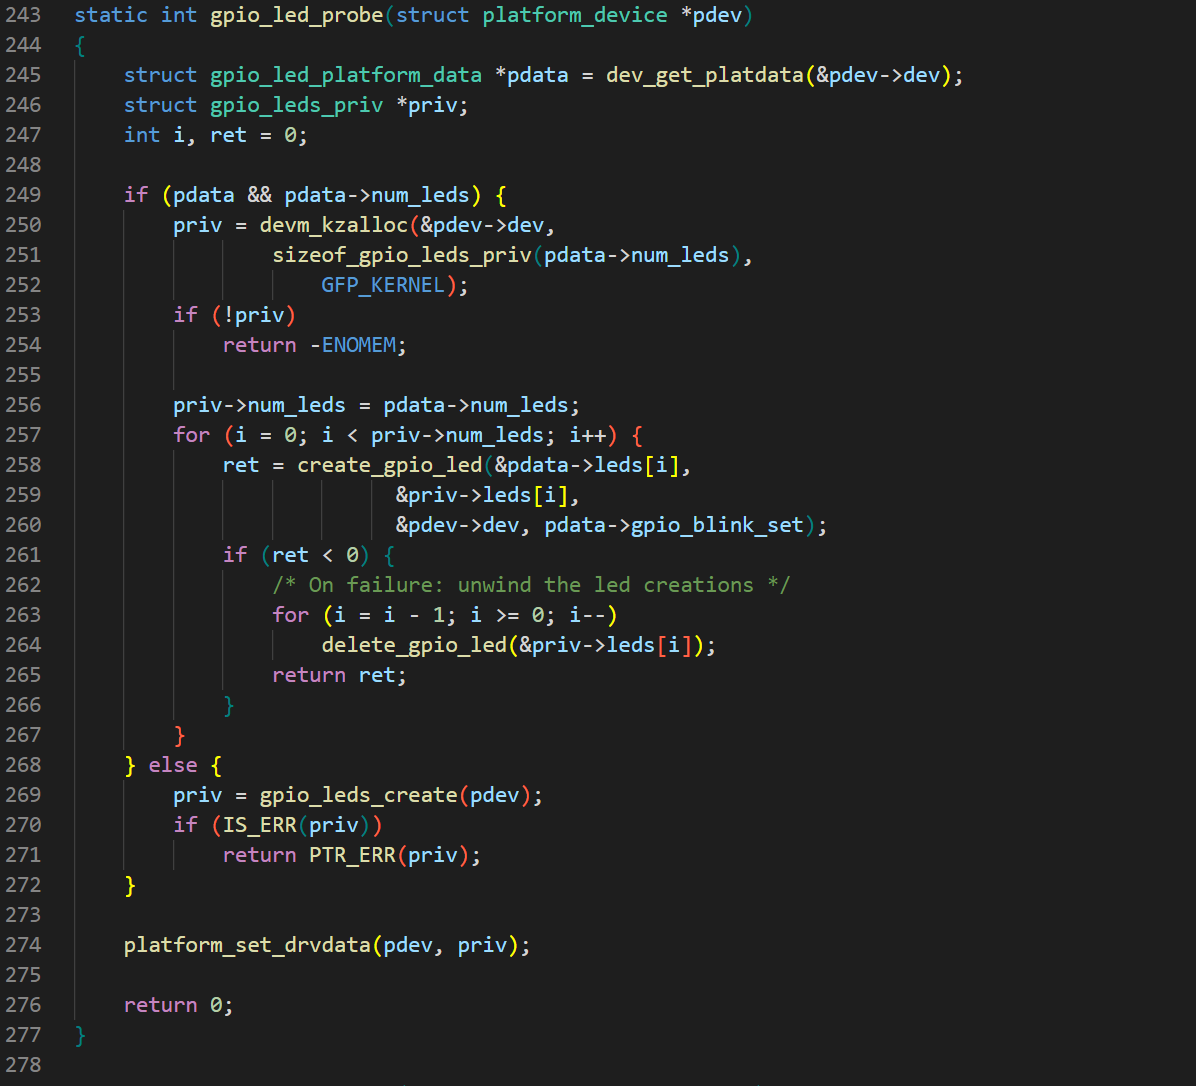 243 static int gpio_led_probe(struct platform_device *pdev)
244 {
245     struct gpio_led_platform_data *pdata = dev_get_platdata(&pdev->dev);
246     struct gpio_leds_priv *priv;
247     int i, ret = 0;
248
249     if (pdata && pdata->num_leds) {
250         priv = devm_kzalloc(&pdev->dev,
251                 sizeof_gpio_leds_priv(pdata->num_leds),
252                     GFP_KERNEL);
253         if (!priv)
254             return -ENOMEM;
255
256         priv->num_leds = pdata->num_leds;
257         for (i = 0; i < priv->num_leds; i++) {
258             ret = create_gpio_led(&pdata->leds[i],
259                           &priv->leds[i],
260                           &pdev->dev, pdata->gpio_blink_set);
261             if (ret < 0) {
262                 /* On failure: unwind the led creations */
263                 for (i = i - 1; i >= 0; i--)
264                     delete_gpio_led(&priv->leds[i]);
265                 return ret;
266             }
267         }
268     } else {
269         priv = gpio_leds_create(pdev);
270         if (IS_ERR(priv))
271             return PTR_ERR(priv);
272     }
273
274     platform_set_drvdata(pdev, priv);
275
276     return 0;
277 }
278